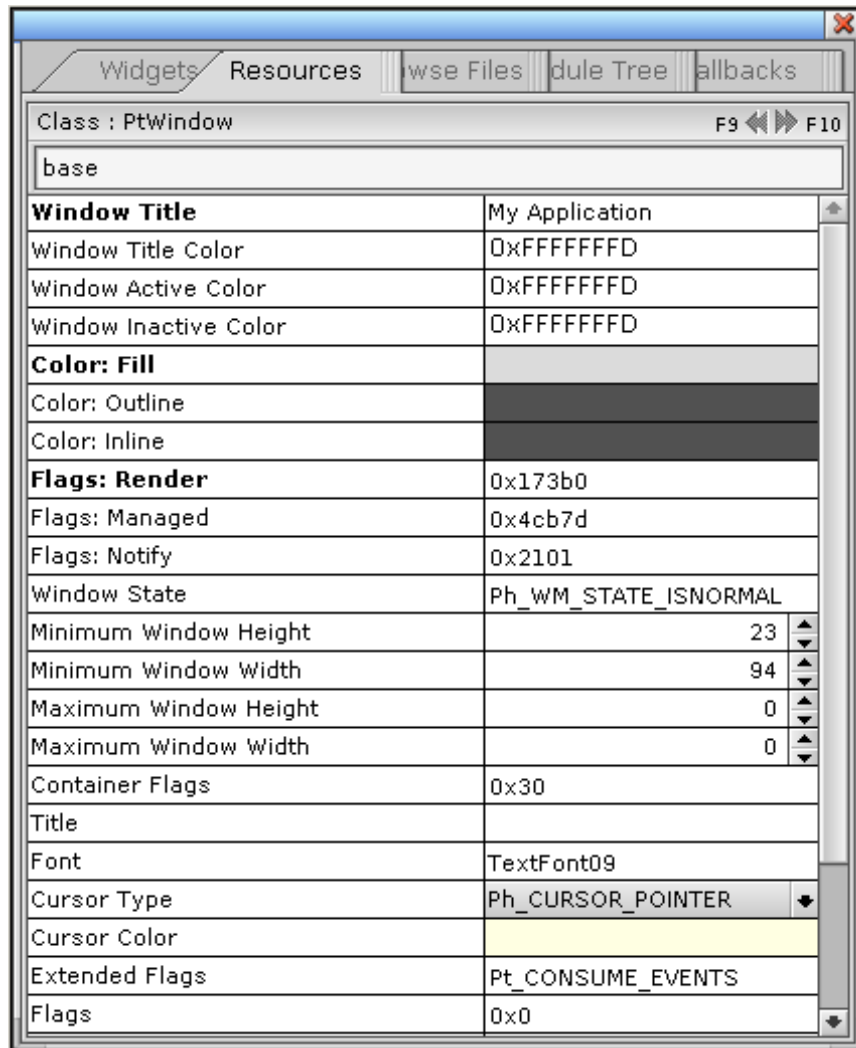 Widgets Resources wse Files dule Tree allbacks
Class : PtWindow F9 F10
base
Window Title My Application
Window Title Color 0xFFFFFFFD
Window Active Color 0xFFFFFFFD
Window Inactive Color 0xFFFFFFFD
Color: Fill
Color: Outline
Color: Inline
Flags: Render 0x173b0
Flags: Managed 0x4cb7d
Flags: Notify 0x2101
Window State Ph_WM_STATE_ISNORMAL
Minimum Window Height 23
Minimum Window Width 94
Maximum Window Height 0
Maximum Window Width 0
Container Flags 0x30
Title
Font TextFont09
Cursor Type Ph_CURSOR_POINTER
Cursor Color
Extended Flags Pt_CONSUME_EVENTS
Flags 0x0